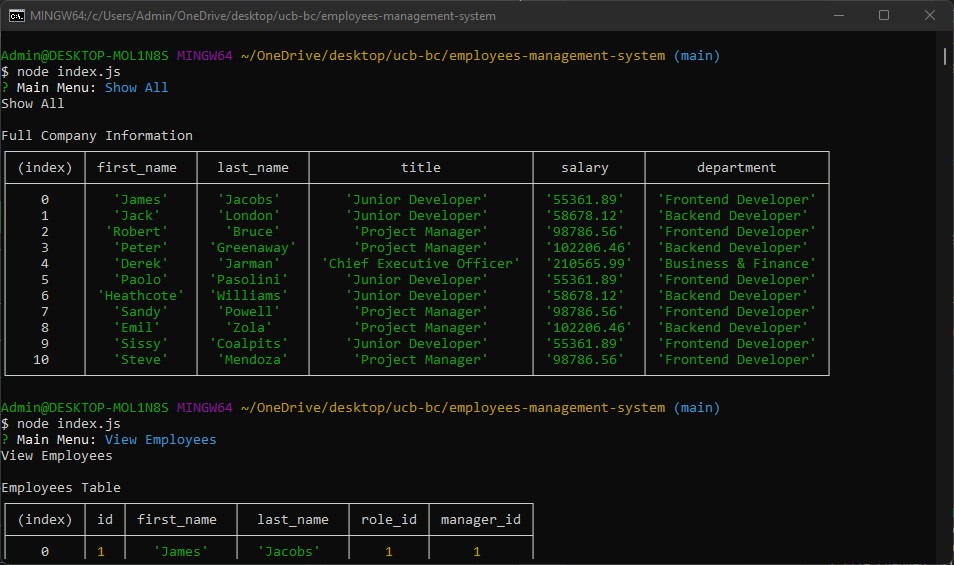 MINGW64:/c/Users/Admin/OneDrive/desktop/ucb-bc/employees-management-system
Admin@DESKTOP-MOL1N8S MINGW64 ~/OneDrive/desktop/ucb-bc/employees-management-system (main)
$ node index.js
? Main Menu: Show All
Show All
Full Company Information
(index) first_name last_name title salary department
0 'James' 'Jacobs' 'Junior Developer' '55361.89' 'Frontend Developer'
1 'Jack' 'London' 'Junior Developer' '58678.12' 'Backend Developer'
2 'Robert' 'Bruce' 'Project Manager' '98786.56' 'Frontend Developer'
3 'Peter' 'Greenaway' 'Project Manager' '102206.46' 'Backend Developer'
4 'Derek' 'Jarman' 'Chief Executive Officer' '210565.99' 'Business & Finance'
5 'Paolo' 'Pasolini' 'Junior Developer' '55361.89' 'Frontend Developer'
6 'Heathcote' 'Williams' 'Junior Developer' '58678.12' 'Backend Developer'
7 'Sandy' 'Powell' 'Project Manager' '98786.56' 'Frontend Developer'
8 'Emil' 'Zola' 'Project Manager' '102206.46' 'Backend Developer'
9 'Sissy' 'Coalpits' 'Junior Developer' '55361.89' 'Frontend Developer'
10 'Steve' 'Mendoza' 'Project Manager' '98786.56' 'Frontend Developer'
Admin@DESKTOP-MOL1N8S MINGW64 ~/OneDrive/desktop/ucb-bc/employees-management-system (main)
$ node index.js
? Main Menu: View Employees
View Employees
Employees Table
(index) id first_name last_name role_id manager_id
0 1 'James' 'Jacobs' 1 1